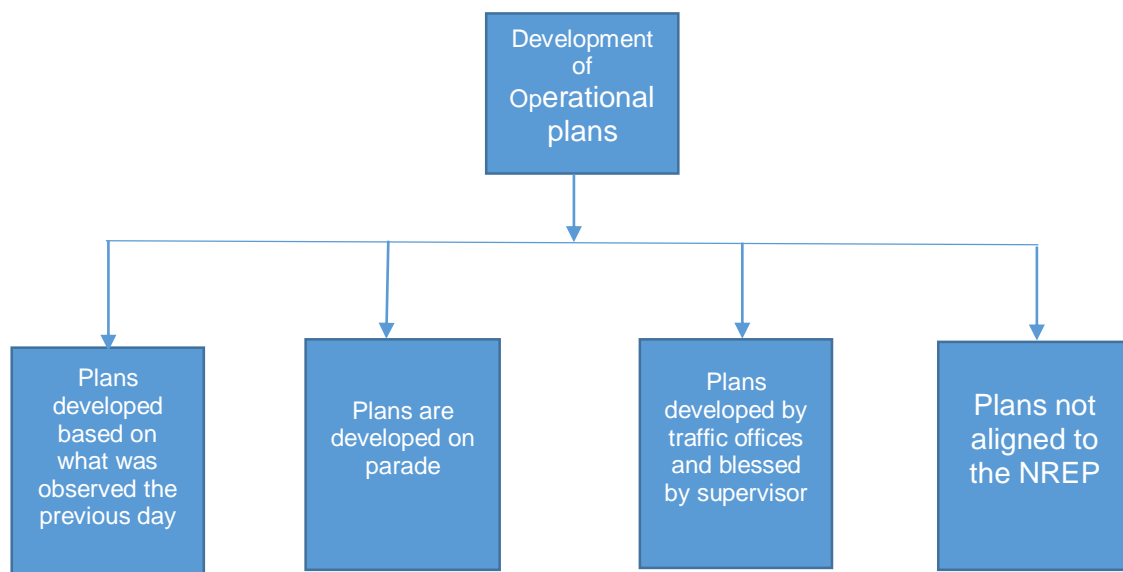 Development
of
Operational
plans
Plans
developed
based on
what was
observed the
previous day
Plans are
developed on
parade
Plans
developed by
traffic offices
and blessed
by supervisor
Plans not
aligned to
the NREP